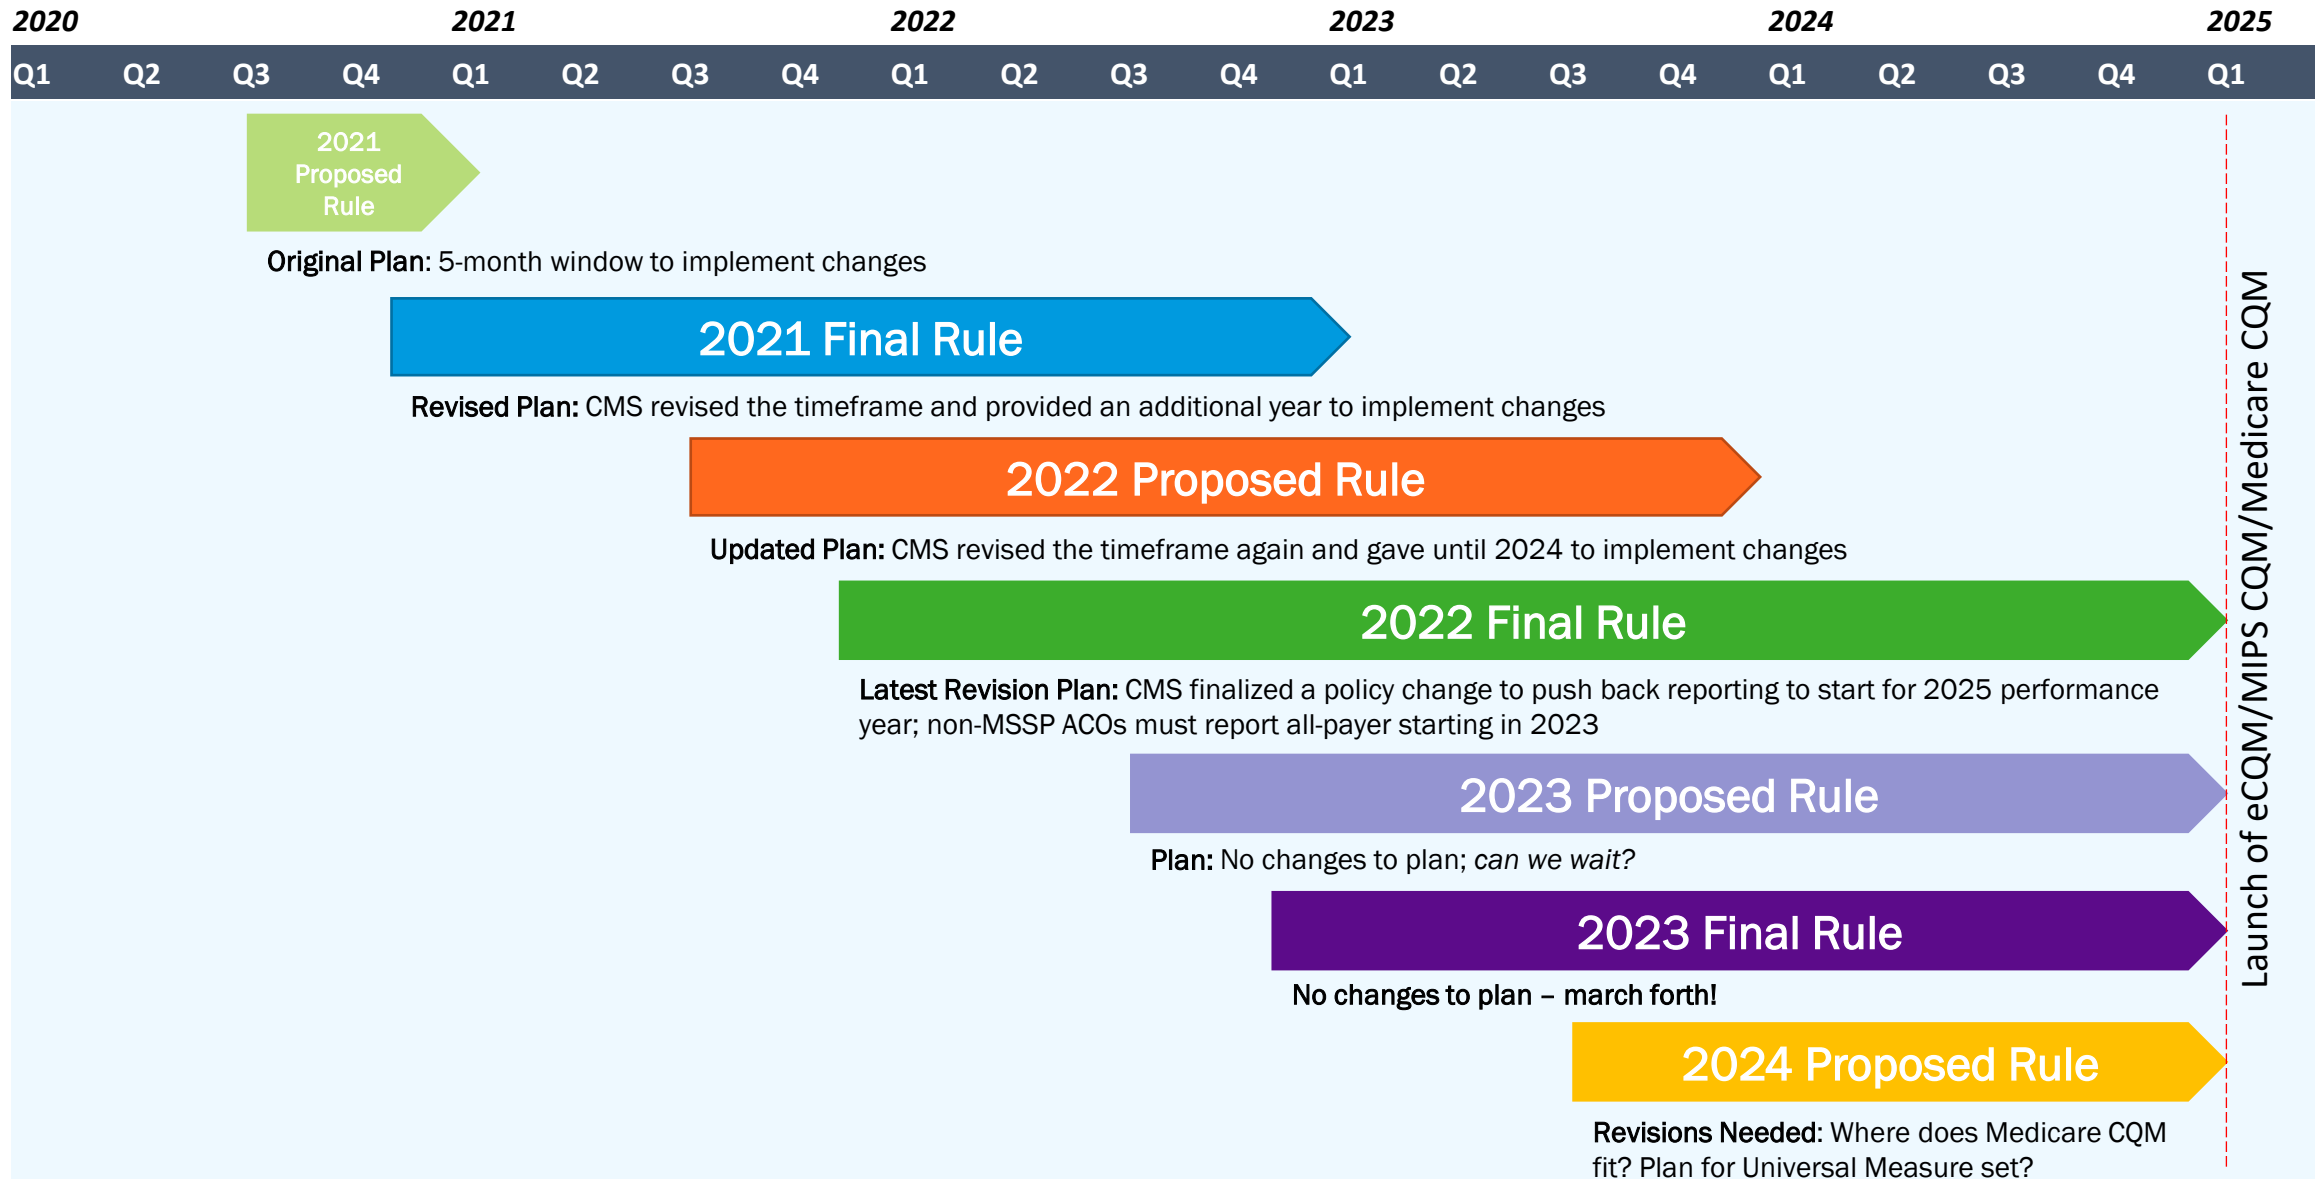 2020 2021 2022 2023 2024 2025
Q1 Q2 Q3 Q4 Q1 Q2 Q3 Q4 Q1 Q2 Q3 Q4 Q1 Q2 Q3 Q4 Q1 Q2 Q3 Q4 Q1
2021
Proposed
Rule
Original Plan: 5-month window to implement changes
2021 Final Rule
Revised Plan: CMS revised the timeframe and provided an additional year to implement changes
2022 Proposed Rule
Updated Plan: CMS revised the timeframe again and gave until 2024 to implement changes
2022 Final Rule
Latest Revision Plan: CMS finalized a policy change to push back reporting to start for 2025 performance
year; non-MSSP ACOs must report all-payer starting in 2023
2023 Proposed Rule
Plan: No changes to plan; can we wait?
2023 Final Rule
No changes to plan – march forth!
2024 Proposed Rule
Revisions Needed: Where does Medicare CQM
fit? Plan for Universal Measure set?
Launch of eCQM/MIPS CQM/Medicare CQM